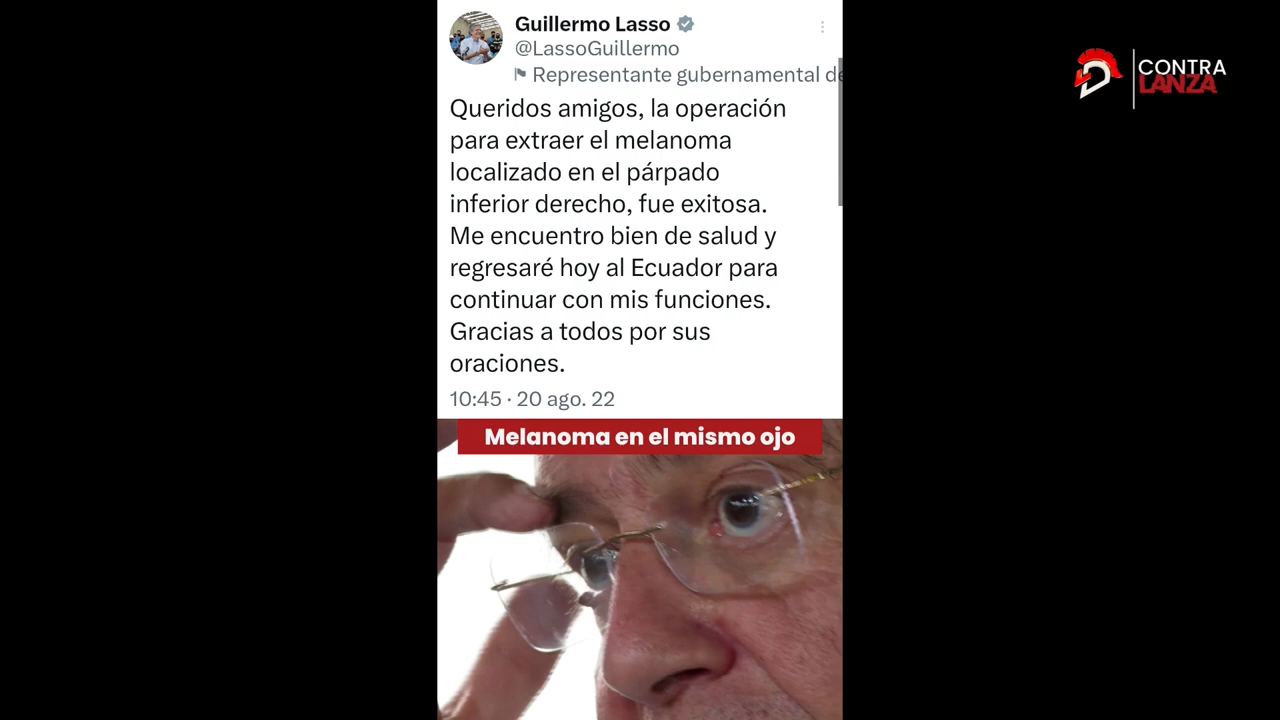 Guillermo Lasso
@LassoGuillermo
Representante gubernamental de
Queridos amigos, la operación
para extraer el melanoma
localizado en el párpado
inferior derecho, fue exitosa.
Me encuentro bien de salud y
regresaré hoy al Ecuador para
continuar con mis funciones.
Gracias a todos por sus
oraciones.
10:45 · 20 ago. 22
Melanoma en el mismo ojo
CONTRA
LANZA